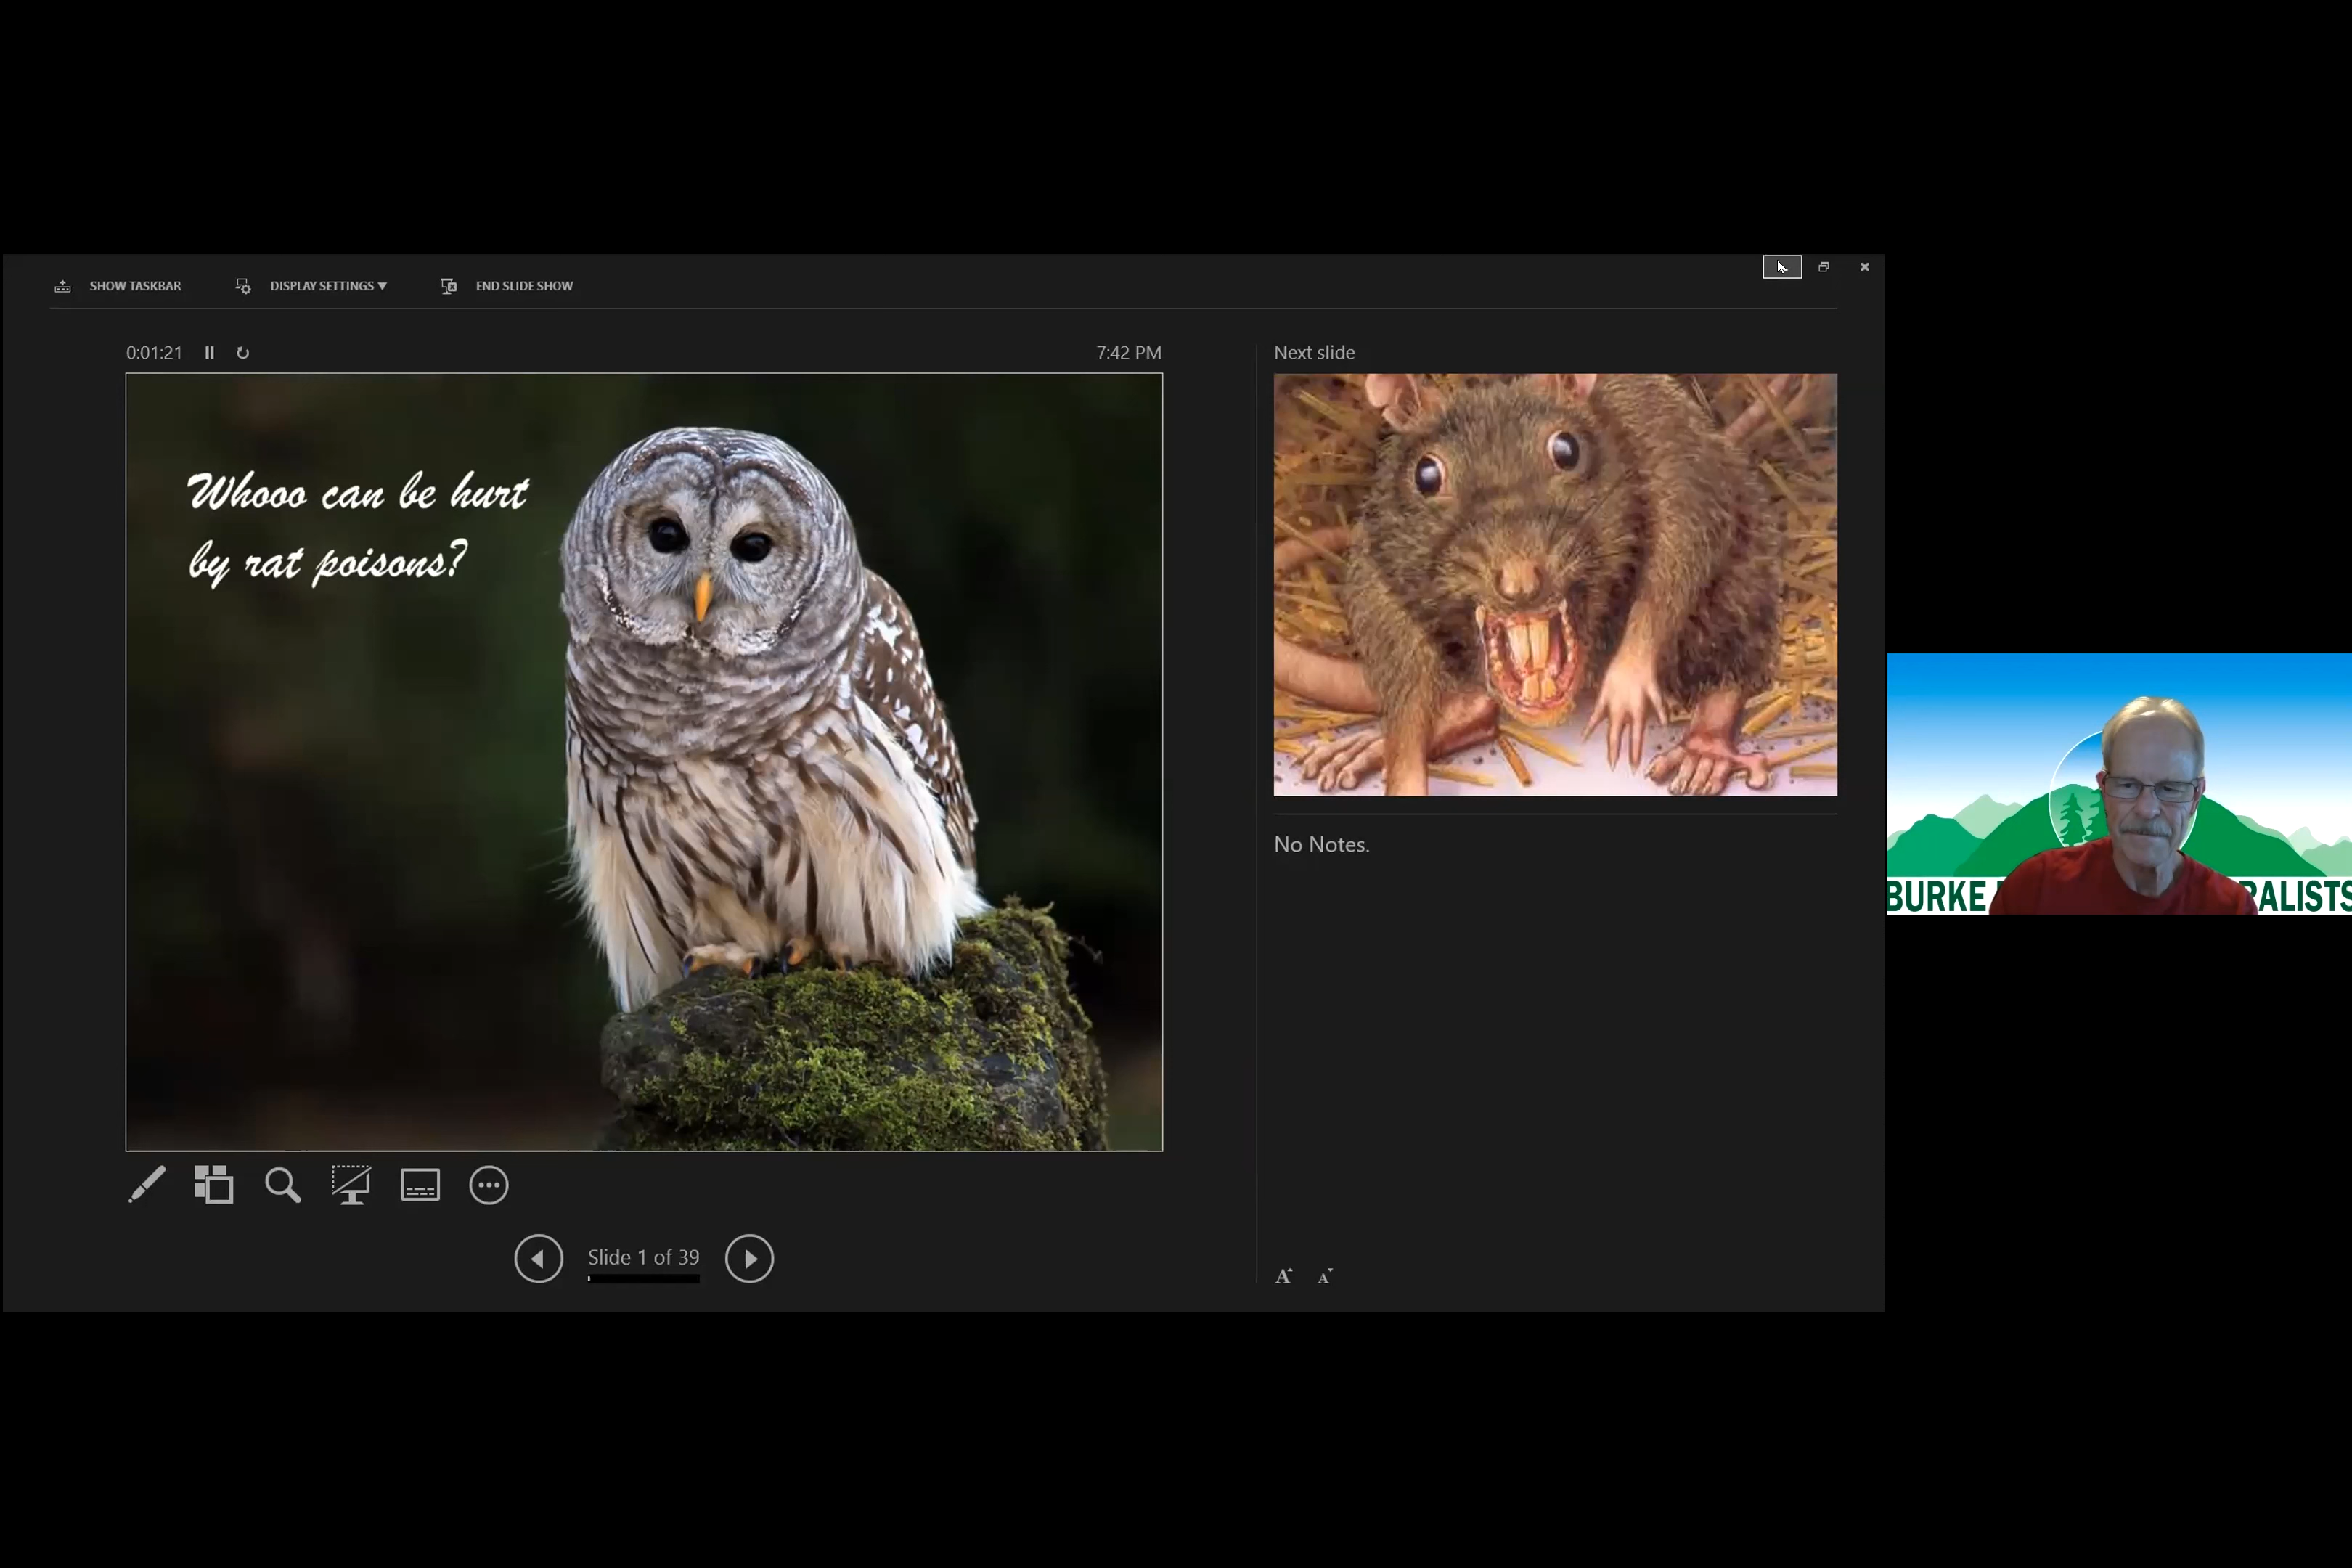 SHOW TASKBAR
DISPLAY SETTINGS ▼
END SLIDE SHOW
0:01:21
7:42 PM
Next slide
Whooo can be hurt
by rat poisons?
No Notes.
BURKE
RALISTS
Slide 1 of 39
A
A